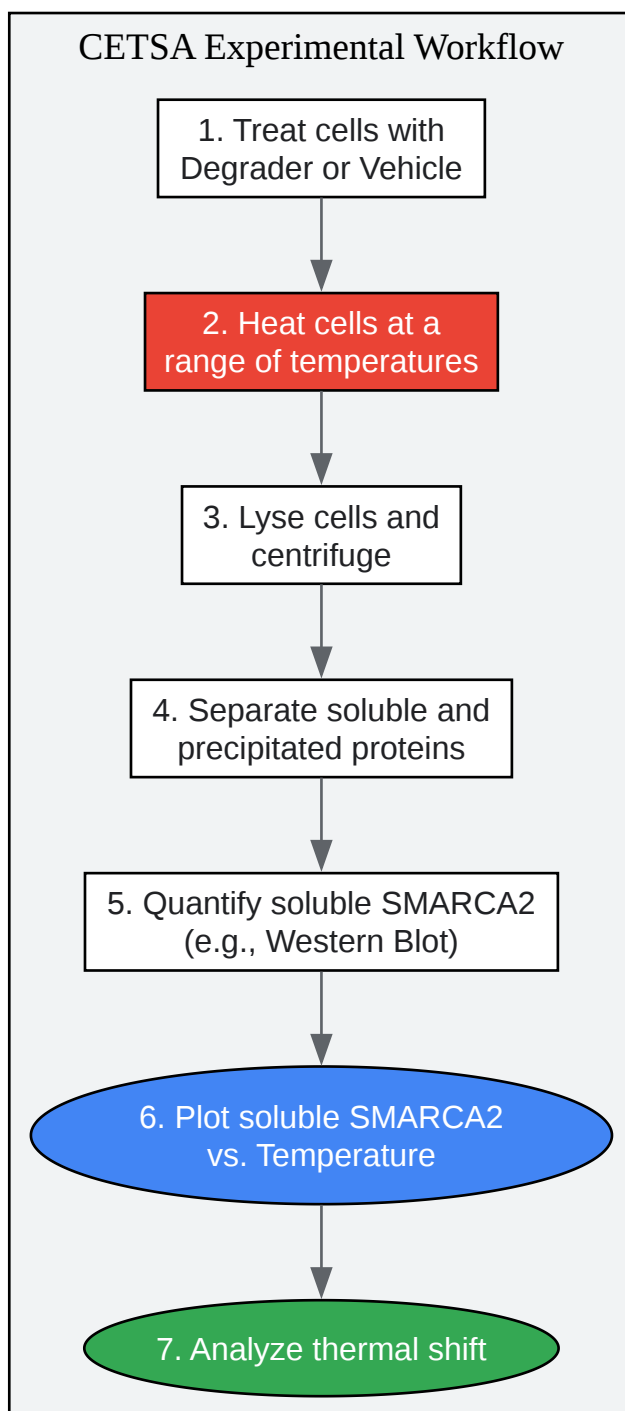 CETSA Experimental Workflow
1. Treat cells with
Degrader or Vehicle
2. Heat cells at a
range of temperatures
3. Lyse cells and
centrifuge
4. Separate soluble and
precipitated proteins
5. Quantify soluble SMARCA2
(e.g., Western Blot)
6. Plot soluble SMARCA2
vs. Temperature
7. Analyze thermal shift